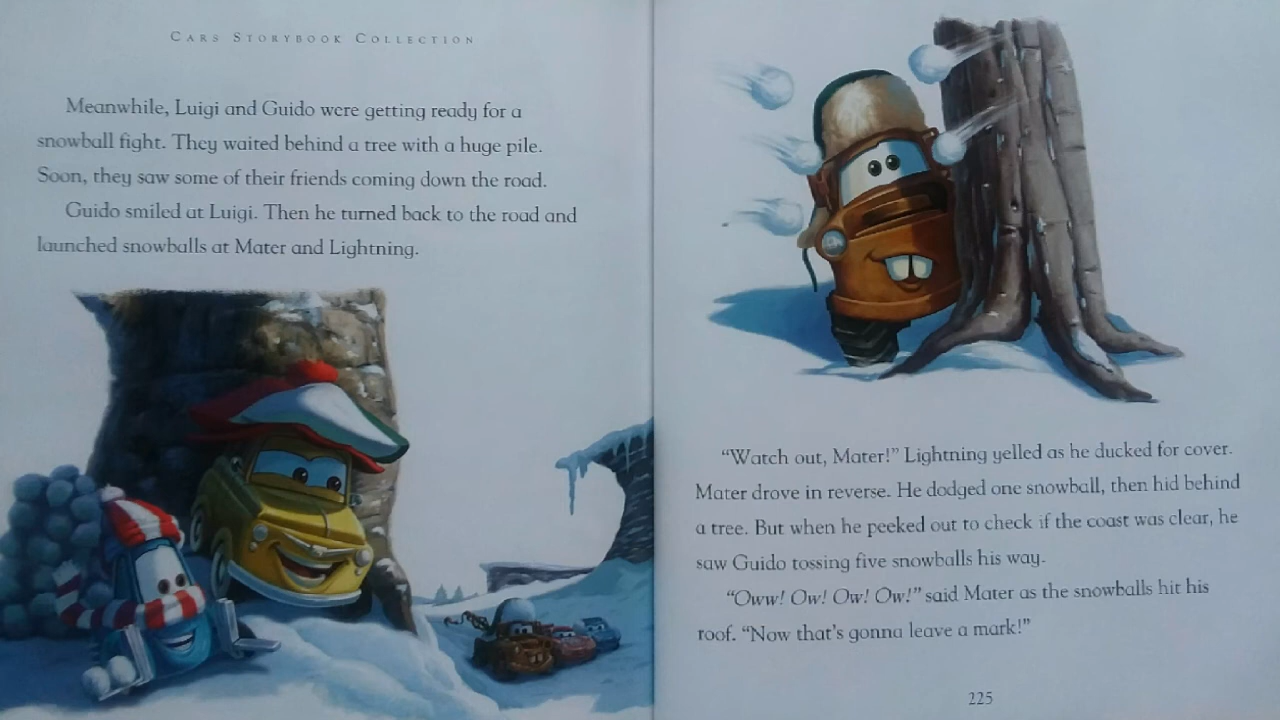 CARS STORYBOOK COLLECTION
Meanwhile, Luigi and Guido were getting ready for a
snowball fight. They waited behind a tree with a huge pile.
Soon, they saw some of their friends coming down the road.
Guido smiled at Luigi. Then he turned back to the road and
launched snowballs at Mater and Lightning.
“Watch out, Mater!” Lightning yelled as he ducked for cover.
Mater drove in reverse. He dodged one snowball, then hid behind
a tree. But when he peeked out to check if the coast was clear, he
saw Guido tossing five snowballs his way.
“Oww! Ow! Ow! Ow!” said Mater as the snowballs hit his
roof. “Now that’s gonna leave a mark!”
225